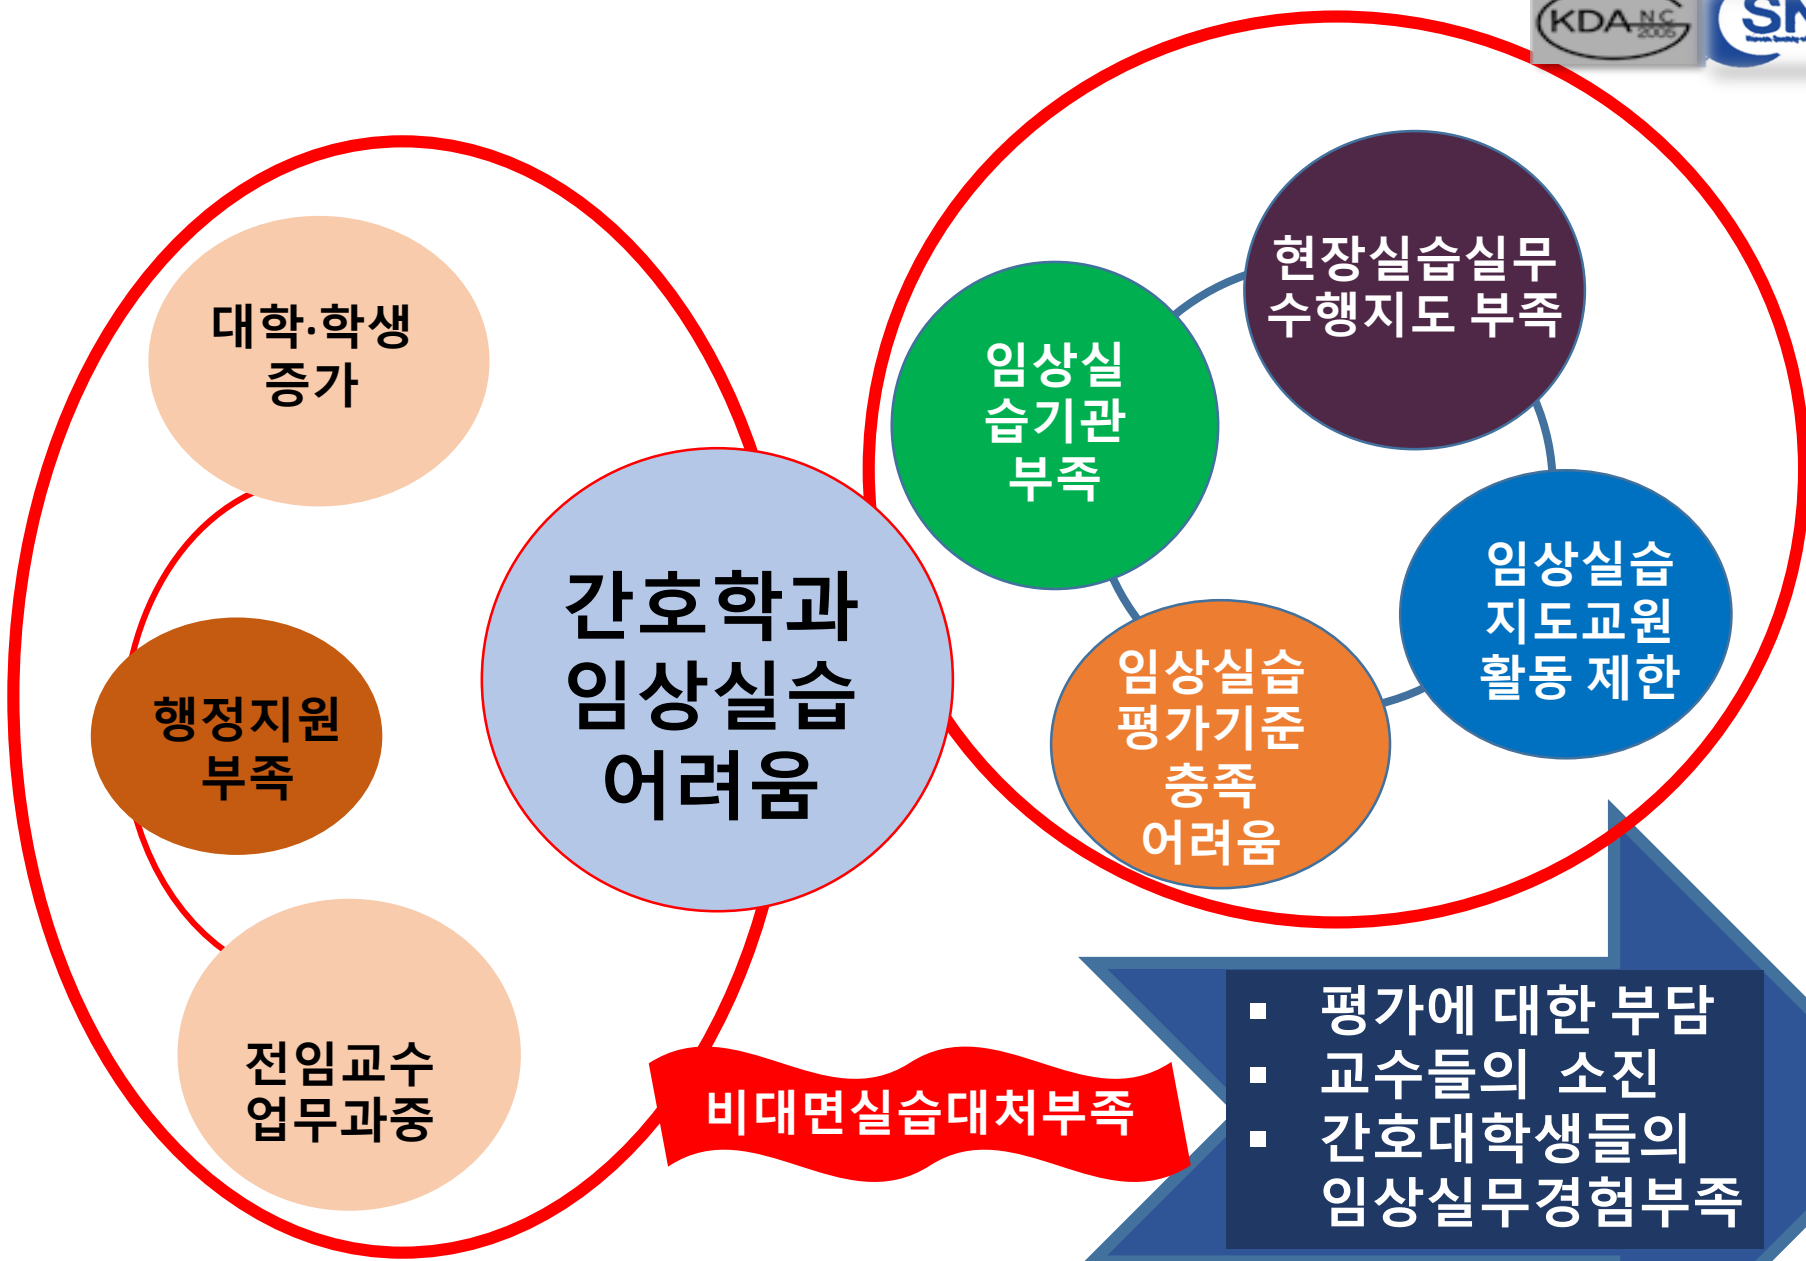 KDA NC
2005
SN
대학·학생
증가
행정지원
부족
전임교수
업무과중
간호학과
임상실습
어려움
임상실
습기관
부족
현장실습실무
수행지도 부족
임상실습
지도교원
활동 제한
임상실습
평가기준
충족
어려움
비대면실습대처부족
▪ 평가에 대한 부담
▪ 교수들의 소진
▪ 간호대학생들의
임상실무경험부족